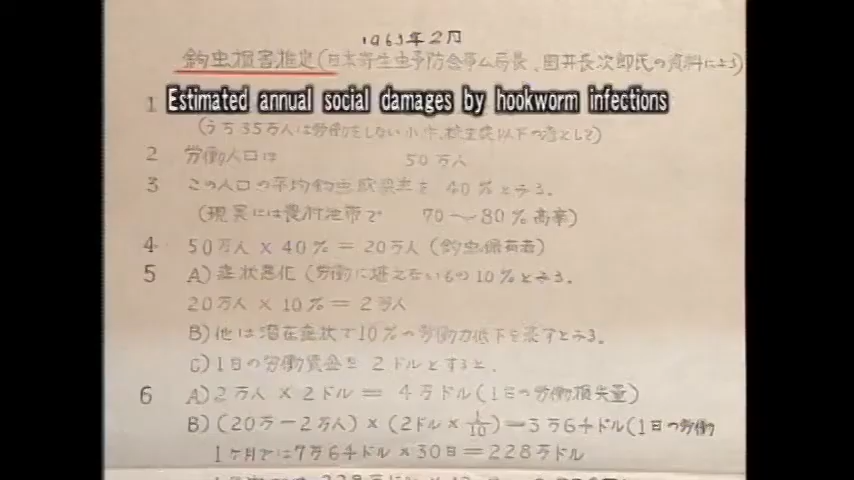 1963年2月
鉤虫損害推定(日本寄生虫予防会事ム局長、国井長次郎氏の資料による)
1 Estimated annual social damages by hookworm infections
(うち35万人は労働をしない小中校生徒以下の者として)
2 労働人口は 50万人
3 この人口の平均鉤虫感染率を 40%とみる。
(現実には農村地帯で 70〜80%高率)
4 50万人×40%=20万人(鉤虫保有者)
5 A)症状悪化(労働に堪えないもの10%とみる。
20万人×10%=2万人
B)他は潜在症状で10%の労働力低下を来すとみる。
C)1日の労働賃金を2ドルとすると、
6 A)2万人×2ドル=4万ドル(1日の労働損失量)
B)(20万-2万人)×(2ドル×1/10)=3万64ドル(1日の労働
1ヶ月では7万64ドル×30日=228万ドル